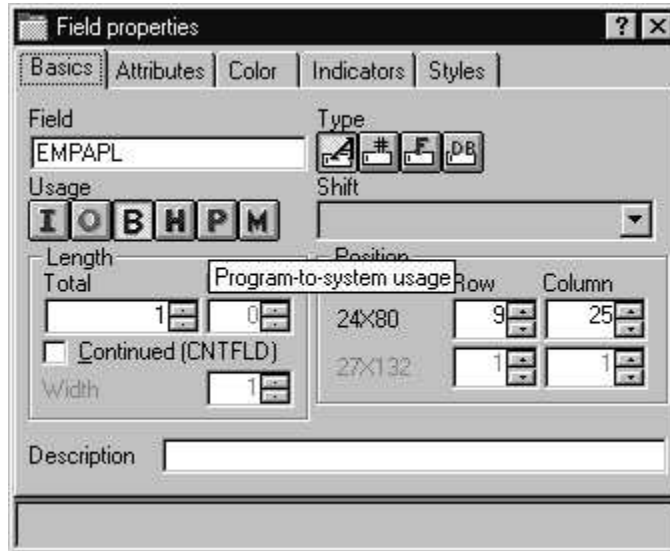 Field properties
? X
Basics Attributes Color Indicators Styles
Field Type
EMPAPL A # F DB
Usage Shift
I O B H P M
Length Position
Total Program-to-system usage Row Column
1 0 24X80 9 25
Continued (CNTFLD) 27X132 1 1
Width 1
Description